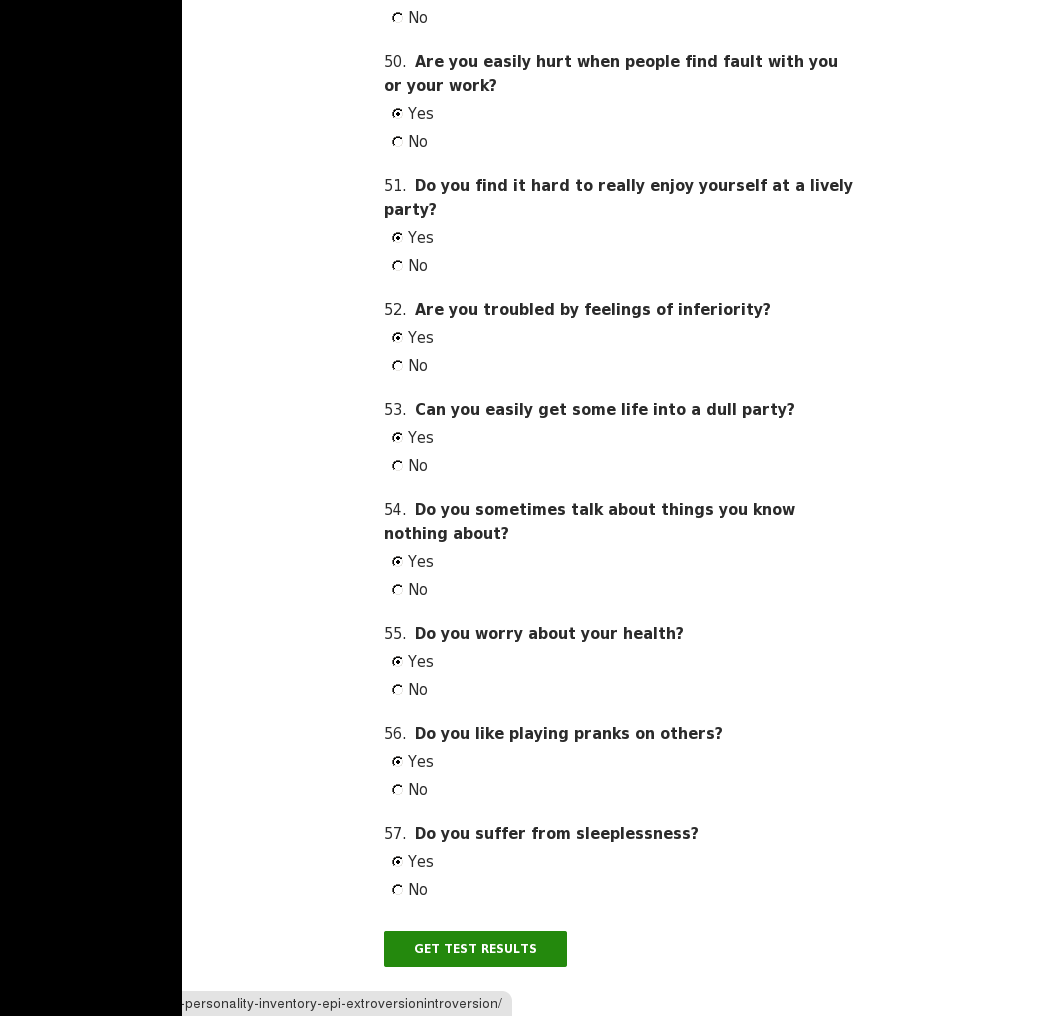 No
50. Are you easily hurt when people find fault with you
or your work?
Yes
No
51. Do you find it hard to really enjoy yourself at a lively
party?
Yes
No
52. Are you troubled by feelings of inferiority?
Yes
No
53. Can you easily get some life into a dull party?
Yes
No
54. Do you sometimes talk about things you know
nothing about?
Yes
No
55. Do you worry about your health?
Yes
No
56. Do you like playing pranks on others?
Yes
No
57. Do you suffer from sleeplessness?
Yes
No
GET TEST RESULTS
-personality-inventory-epi-extroversionintroversion/